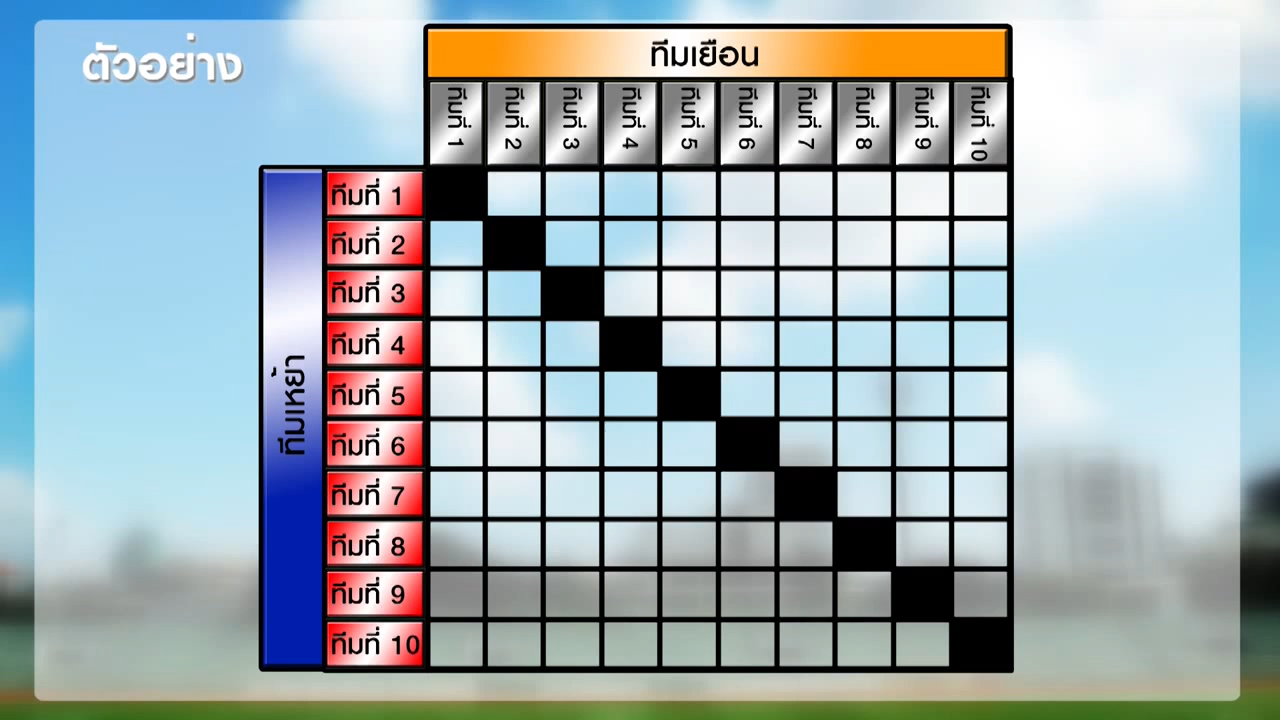 ตัวอย่าง
ทีมเยือน
ทีมที่ 1
ทีมที่ 2
ทีมที่ 3
ทีมที่ 4
ทีมที่ 5
ทีมที่ 6
ทีมที่ 7
ทีมที่ 8
ทีมที่ 9
ทีมที่ 10
ทีมเหย้า
ทีมที่ 1
ทีมที่ 2
ทีมที่ 3
ทีมที่ 4
ทีมที่ 5
ทีมที่ 6
ทีมที่ 7
ทีมที่ 8
ทีมที่ 9
ทีมที่ 10